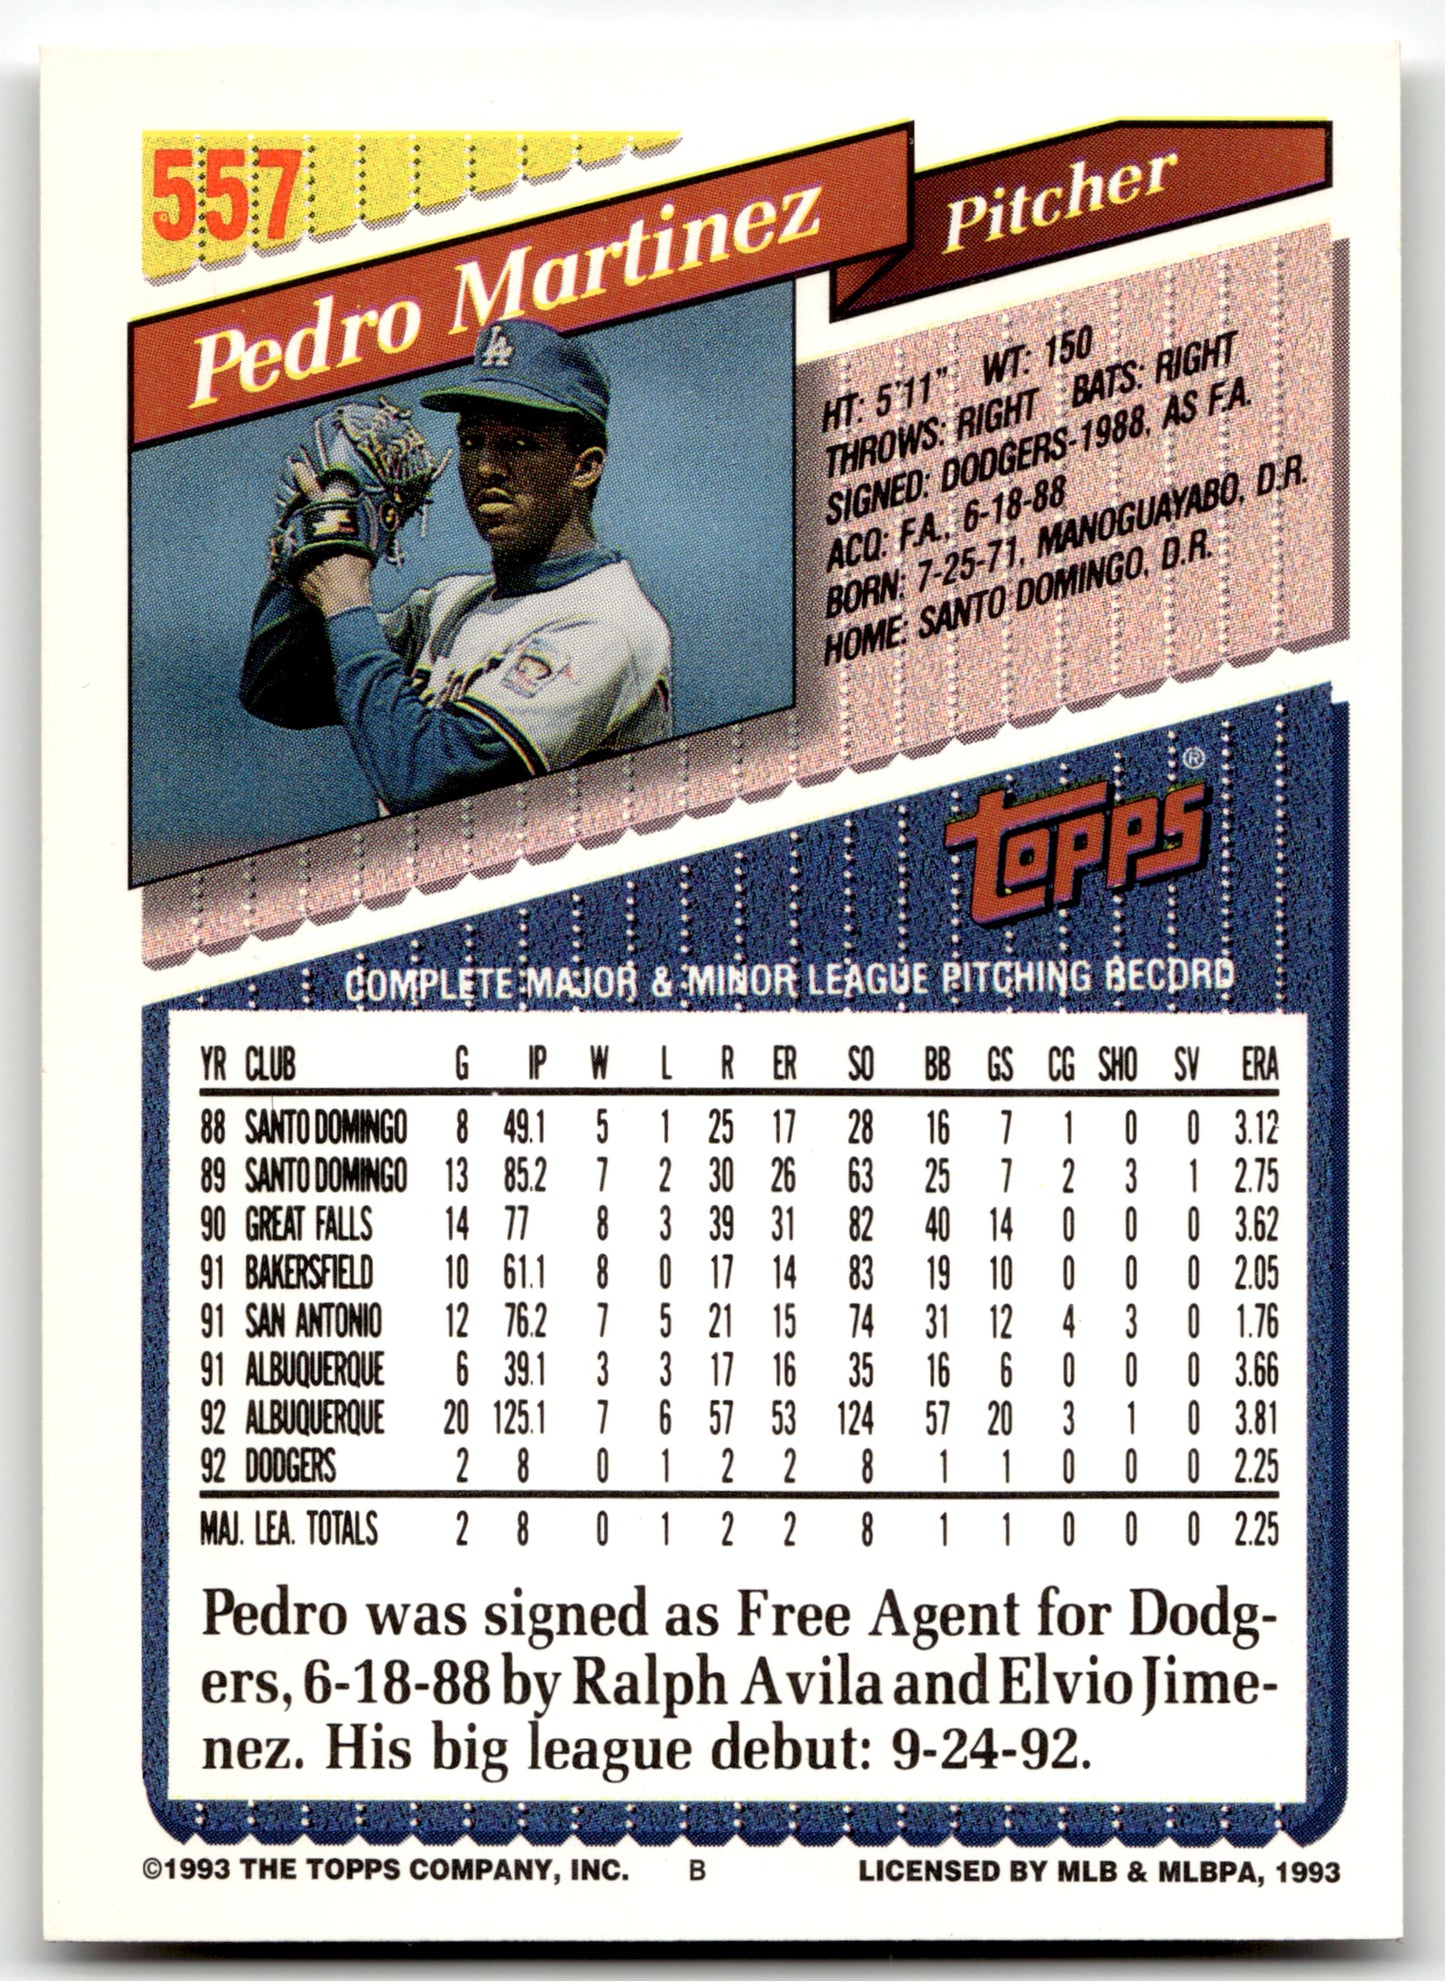 557
Pedro Martinez
Pitcher
LA
HT: 5'11" WT: 150
THROWS: RIGHT BATS: RIGHT
SIGNED: DODGERS-1988, AS F.A.
ACQ: F.A., 6-18-88
BORN: 7-25-71, MANOGUAYABO, D.R.
HOME: SANTO DOMINGO, D.R.
Topps®
COMPLETE MAJOR & MINOR LEAGUE PITCHING RECORD
YR CLUB G IP W L R ER SO BB GS CG SHO SV ERA
88 SANTO DOMINGO 8 49.1 5 1 25 17 28 16 7 1 0 0 3.12
89 SANTO DOMINGO 13 85.2 7 2 30 26 63 25 7 2 3 1 2.75
90 GREAT FALLS 14 77 8 3 39 31 82 40 14 0 0 0 3.62
91 BAKERSFIELD 10 61.1 8 0 17 14 83 19 10 0 0 0 2.05
91 SAN ANTONIO 12 76.2 7 5 21 15 74 31 12 4 3 0 1.76
91 ALBUQUERQUE 6 39.1 3 3 17 16 35 16 6 0 0 0 3.66
92 ALBUQUERQUE 20 125.1 7 6 57 53 124 57 20 3 1 0 3.81
92 DODGERS 2 8 0 1 2 2 8 1 1 0 0 0 2.25
MAJ. LEA. TOTALS 2 8 0 1 2 2 8 1 1 0 0 0 2.25
Pedro was signed as Free Agent for Dodg-
ers, 6-18-88 by Ralph Avila and Elvio Jime-
nez. His big league debut: 9-24-92.
©1993 THE TOPPS COMPANY, INC. B LICENSED BY MLB & MLBPA, 1993